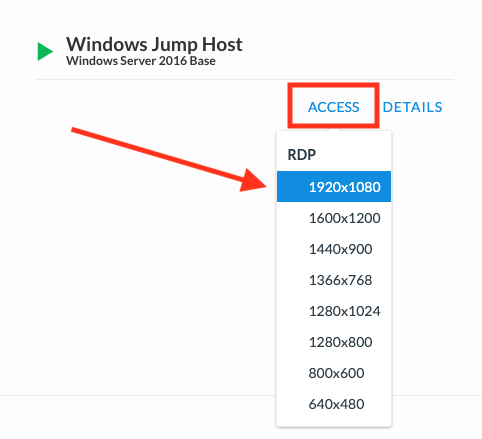 Windows Jump Host
Windows Server 2016 Base
ACCESS DETAILS
RDP
1920x1080
1600x1200
1440x900
1366x768
1280x1024
1280x800
800x600
640x480